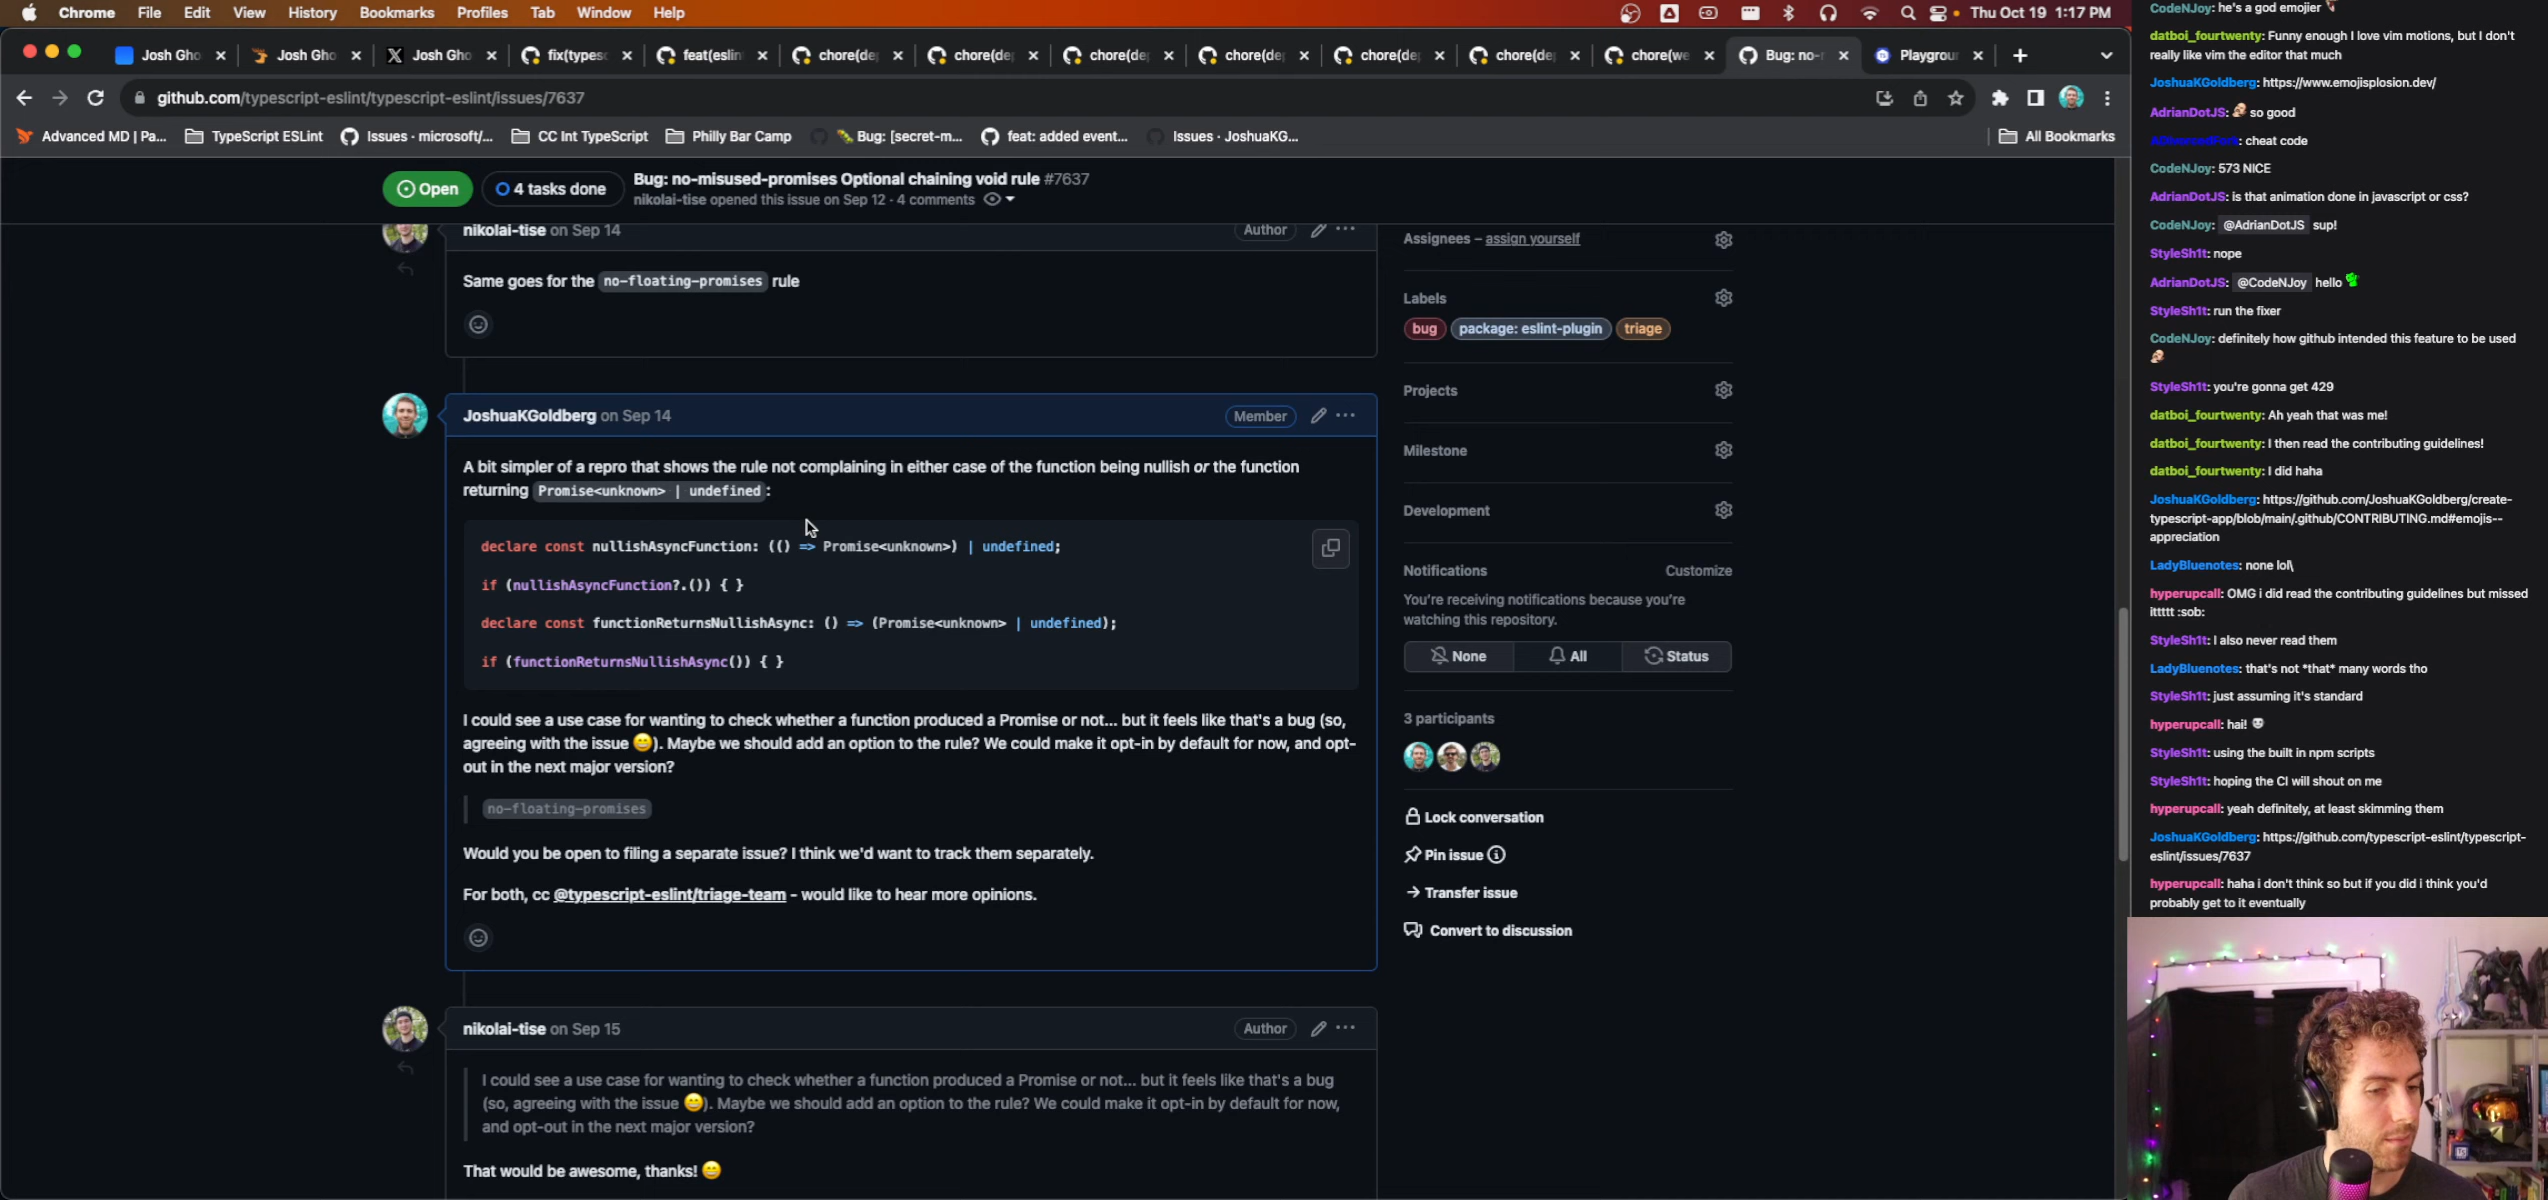 Chrome File Edit View History Bookmarks Profiles Tab Window Help
Thu Oct 19 1:17 PM
Josh Gho
Josh Gho
Josh Gho
fix(typesc
feat(eslin
chore(dep
chore(dep
chore(dep
chore(dep
chore(dep
chore(dep
chore(we
Bug: no-r
Playgrou
github.com/typescript-eslint/typescript-eslint/issues/7637
Advanced MD | Pa...
TypeScript ESLint
Issues · microsoft/...
CC Int TypeScript
Philly Bar Camp
🐛 Bug: [secret-m...
feat: added event...
Issues · JoshuaKG...
All Bookmarks
Open
4 tasks done
Bug: no-misused-promises Optional chaining void rule #7637
nikolai-tise opened this issue on Sep 12 · 4 comments
nikolai-tise on Sep 14
Author
Same goes for the no-floating-promises rule
JoshuaKGoldberg on Sep 14
Member
A bit simpler of a repro that shows the rule not complaining in either case of the function being nullish or the function
returning Promise<unknown> | undefined:
declare const nullishAsyncFunction: (() => Promise<unknown>) | undefined;
if (nullishAsyncFunction?.()) { }
declare const functionReturnsNullishAsync: () => (Promise<unknown> | undefined);
if (functionReturnsNullishAsync()) { }
I could see a use case for wanting to check whether a function produced a Promise or not... but it feels like that's a bug (so,
agreeing with the issue 😄). Maybe we should add an option to the rule? We could make it opt-in by default for now, and opt-
out in the next major version?
no-floating-promises
Would you be open to filing a separate issue? I think we'd want to track them separately.
For both, cc @typescript-eslint/triage-team - would like to hear more opinions.
nikolai-tise on Sep 15
Author
I could see a use case for wanting to check whether a function produced a Promise or not... but it feels like that's a bug
(so, agreeing with the issue 😄). Maybe we should add an option to the rule? We could make it opt-in by default for now,
and opt-out in the next major version?
That would be awesome, thanks! 😄
Assignees – assign yourself
Labels
bug
package: eslint-plugin
triage
Projects
Milestone
Development
Notifications
Customize
You're receiving notifications because you're
watching this repository.
None
All
Status
3 participants
Lock conversation
Pin issue
Transfer issue
Convert to discussion
CodeNJoy: he's a god emojier
datboi_fourtwenty: Funny enough I love vim motions, but I don't
really like vim the editor that much
JoshuaKGoldberg: https://www.emojisplosion.dev/
AdrianDotJS: so good
: cheat code
CodeNJoy: 573 NICE
AdrianDotJS: is that animation done in javascript or css?
CodeNJoy: @AdrianDotJS sup!
StyleSh1t: nope
AdrianDotJS: @CodeNJoy hello
StyleSh1t: run the fixer
CodeNJoy: definitely how github intended this feature to be used
StyleSh1t: you're gonna get 429
datboi_fourtwenty: Ah yeah that was me!
datboi_fourtwenty: I then read the contributing guidelines!
datboi_fourtwenty: I did haha
JoshuaKGoldberg: https://github.com/JoshuaKGoldberg/create-
typescript-app/blob/main/.github/CONTRIBUTING.md#emojis--
appreciation
LadyBluenotes: none lol\
hyperupcall: OMG i did read the contributing guidelines but missed
ittttt :sob:
StyleSh1t: I also never read them
LadyBluenotes: that's not *that* many words tho
StyleSh1t: just assuming it's standard
hyperupcall: hai!
StyleSh1t: using the built in npm scripts
StyleSh1t: hoping the CI will shout on me
hyperupcall: yeah definitely, at least skimming them
JoshuaKGoldberg: https://github.com/typescript-eslint/typescript-
eslint/issues/7637
hyperupcall: haha i don't think so but if you did i think you'd
probably get to it eventually